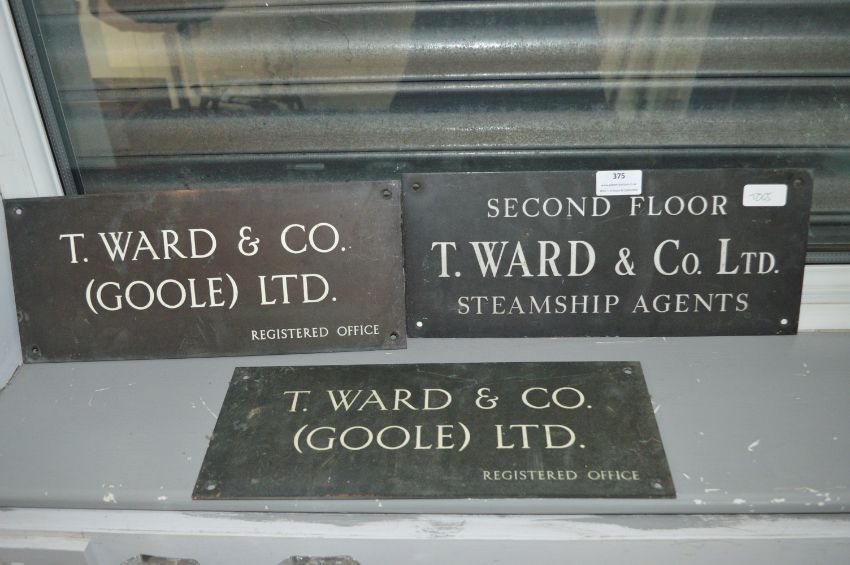 T. WARD & CO.
(GOOLE) LTD.
REGISTERED OFFICE
375
SECOND FLOOR
T. WARD & Co. LTD.
STEAMSHIP AGENTS
T. WARD & CO.
(GOOLE) LTD.
REGISTERED OFFICE